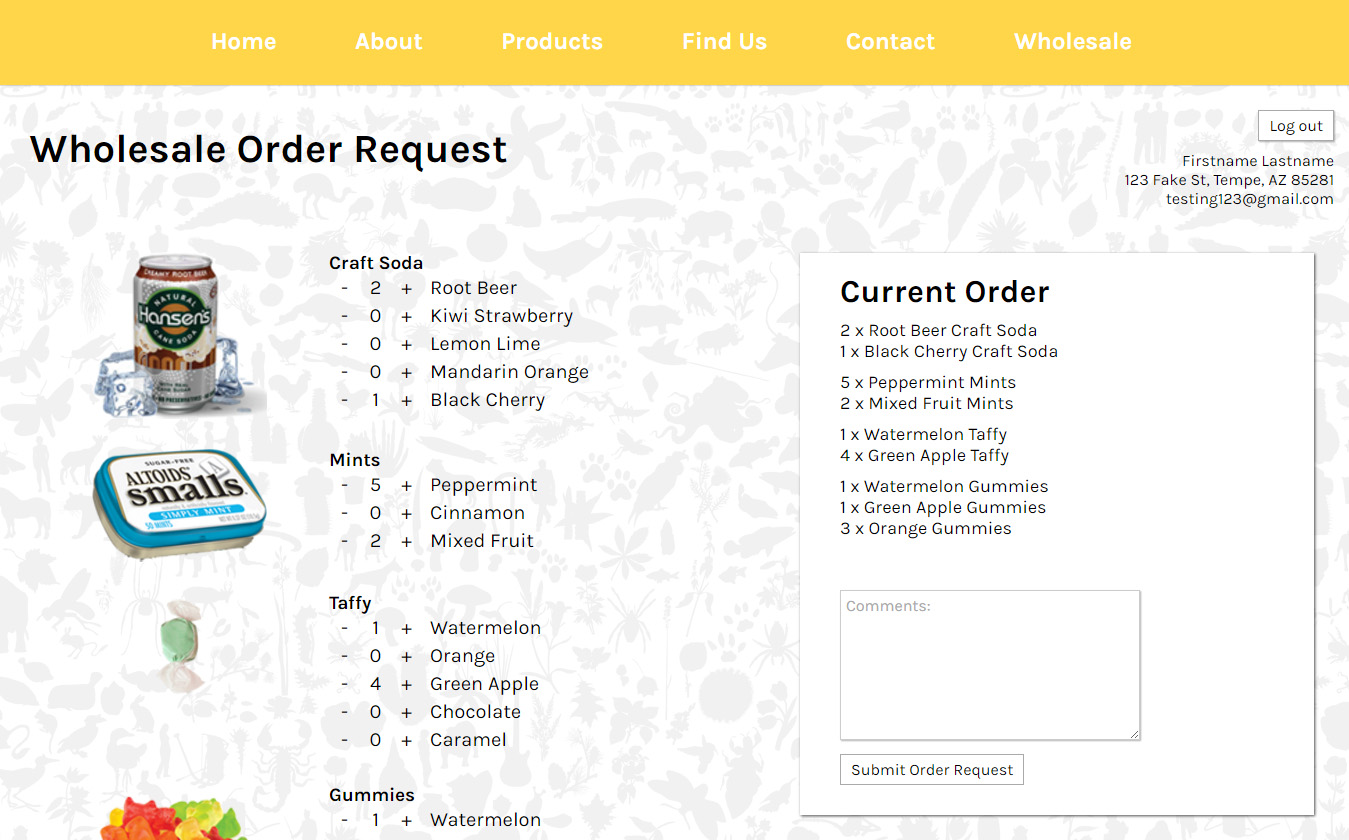 Home About Products Find Us Contact Wholesale
Wholesale Order Request
Log out
Firstname Lastname
123 Fake St, Tempe, AZ 85281
testing123@gmail.com
CREAMY ROOT BEER
NATURAL
Hansen's
CANE SODA
Craft Soda
- 2 + Root Beer
- 0 + Kiwi Strawberry
- 0 + Lemon Lime
- 0 + Mandarin Orange
- 1 + Black Cherry
SUGAR-FREE
ALTOIDS
smalls
SIMPLY MINT
50 MINTS
Mints
- 5 + Peppermint
- 0 + Cinnamon
- 2 + Mixed Fruit
Taffy
- 1 + Watermelon
- 0 + Orange
- 4 + Green Apple
- 0 + Chocolate
- 0 + Caramel
Gummies
- 1 + Watermelon
Current Order
2 x Root Beer Craft Soda
1 x Black Cherry Craft Soda
5 x Peppermint Mints
2 x Mixed Fruit Mints
1 x Watermelon Taffy
4 x Green Apple Taffy
1 x Watermelon Gummies
1 x Green Apple Gummies
3 x Orange Gummies
Comments:
Submit Order Request